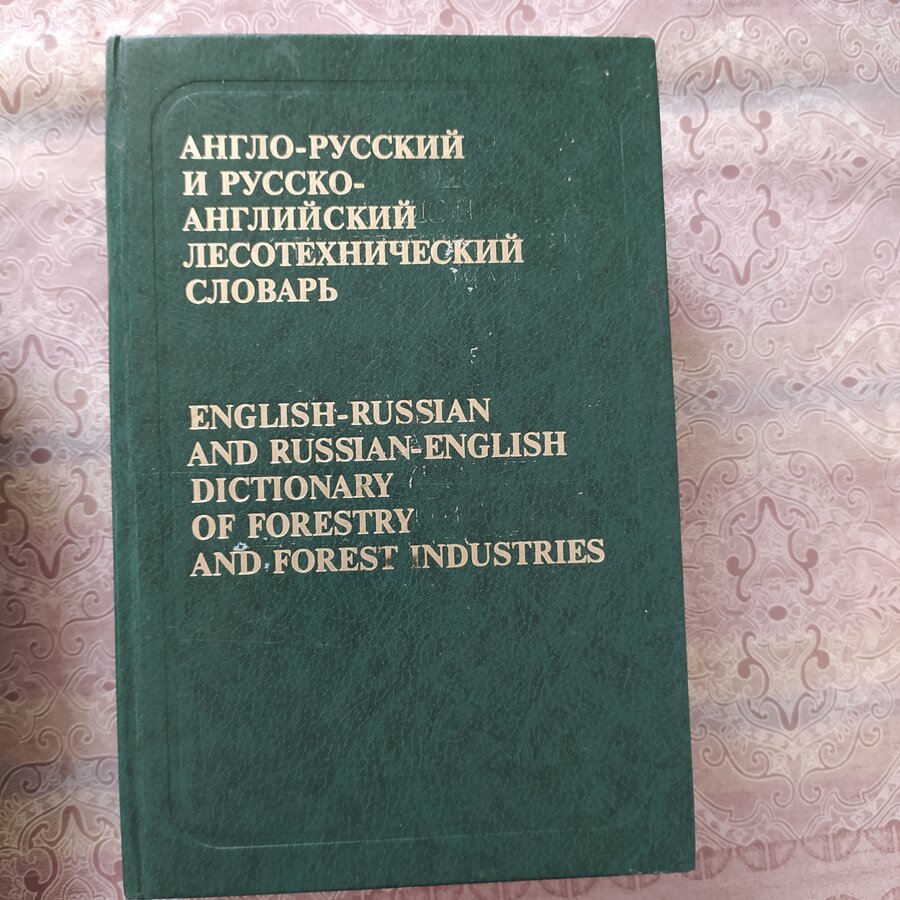 АНГЛО-РУССКИЙ
И РУССКО-
АНГЛИЙСКИЙ
ЛЕСОТЕХНИЧЕСКИЙ
СЛОВАРЬ
ENGLISH-RUSSIAN
AND RUSSIAN-ENGLISH
DICTIONARY
OF FORESTRY
AND FOREST INDUSTRIES